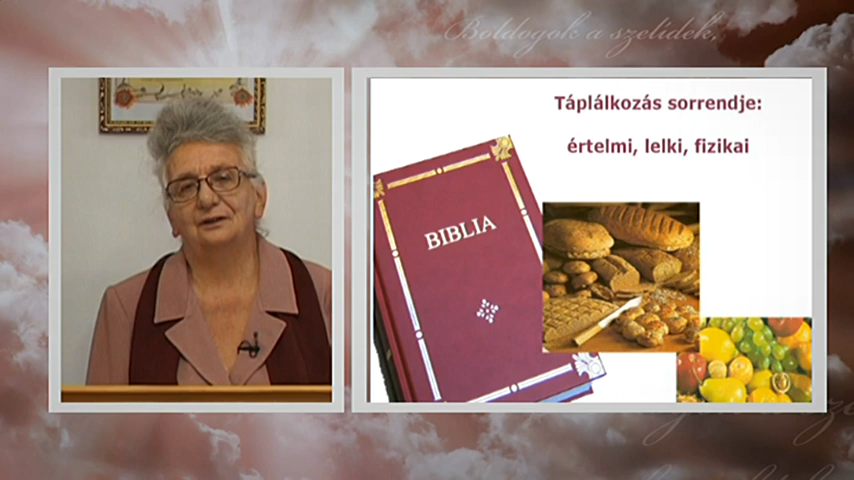 Boldogok a szelídek,
Táplálkozás sorrendje:
értelmi, lelki, fizikai
BIBLIA